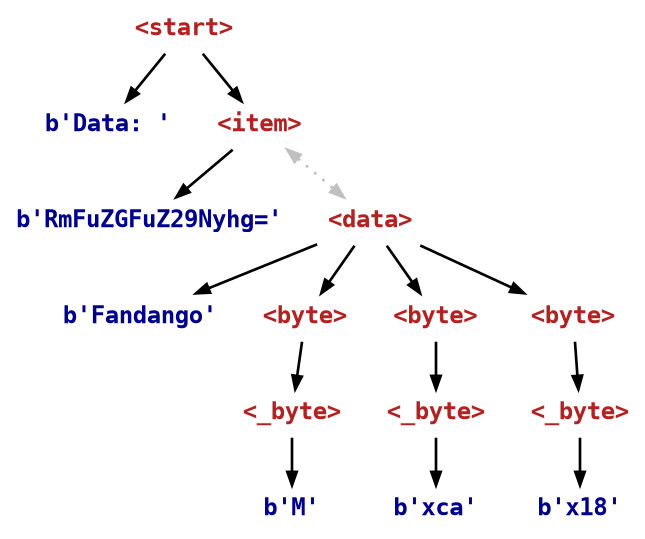 <start>
b'Data: ' <item>
b'RmFuZGFuZ29Nyhg=' <data>
b'Fandango' <byte> <byte> <byte>
<_byte> <_byte> <_byte>
b'M' b'xca' b'x18'